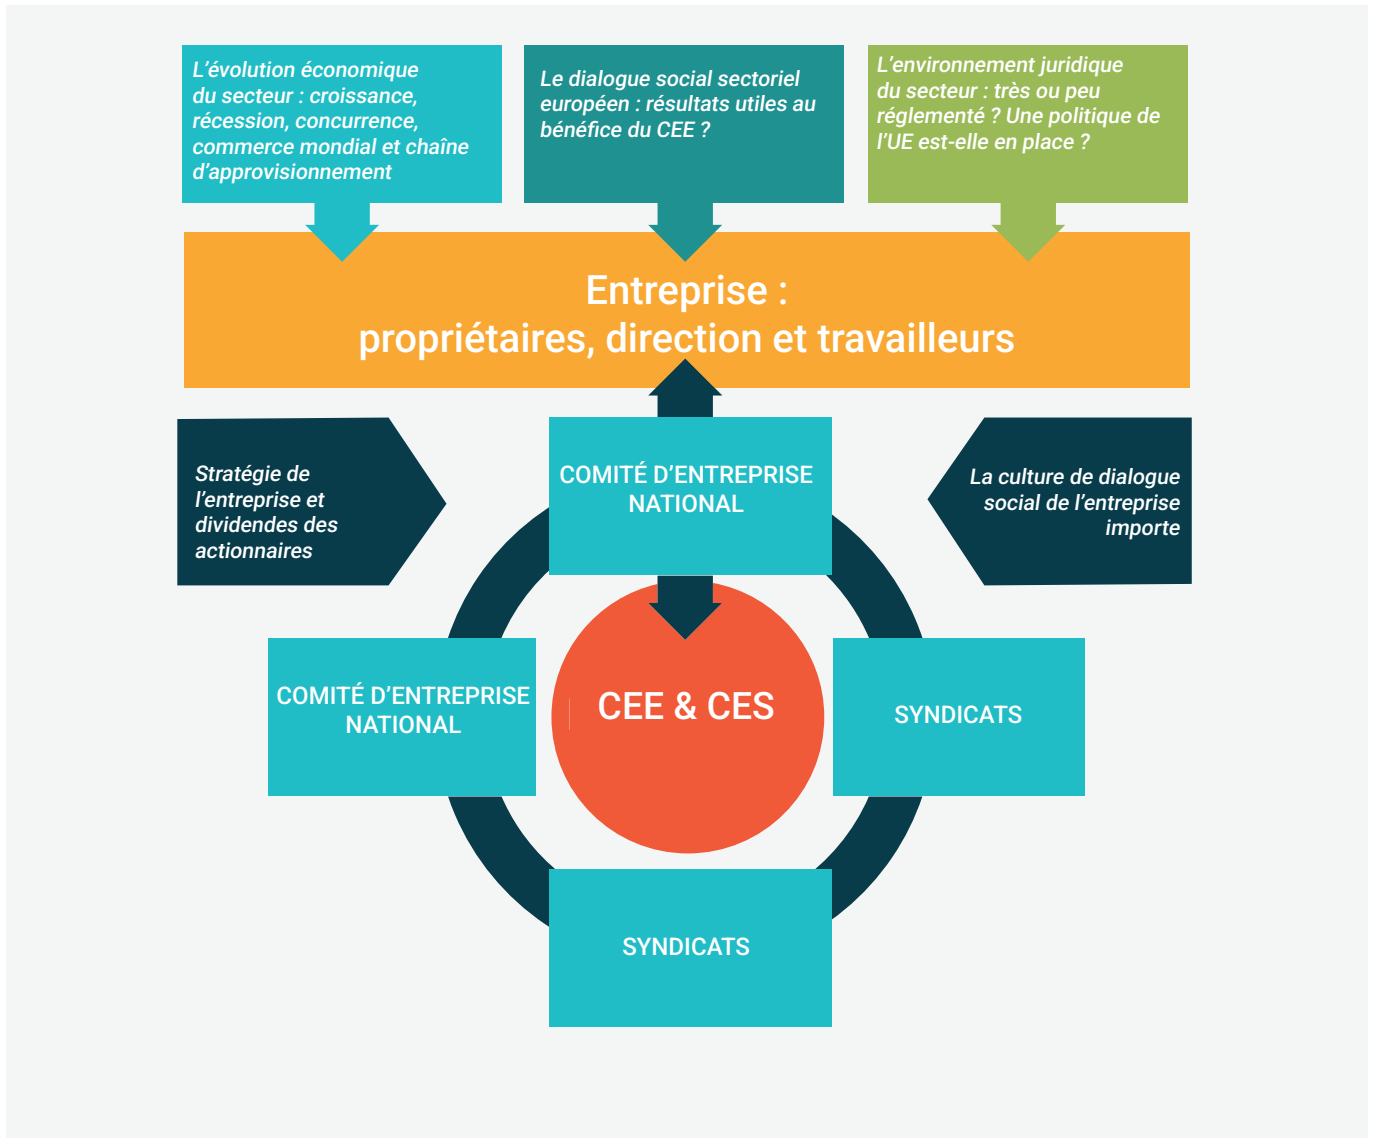 L’évolution économique
du secteur : croissance,
récession, concurrence,
commerce mondial et chaîne
d’approvisionnement
Le dialogue social sectoriel
européen : résultats utiles au
bénéfice du CEE ?
L’environnement juridique
du secteur : très ou peu
réglementé ? Une politique de
l’UE est-elle en place ?
Entreprise :
propriétaires, direction et travailleurs
Stratégie de
l’entreprise et
dividendes des
actionnaires
COMITÉ D’ENTREPRISE
NATIONAL
La culture de dialogue
social de l’entreprise
importe
COMITÉ D’ENTREPRISE
NATIONAL
CEE & CES
SYNDICATS
SYNDICATS